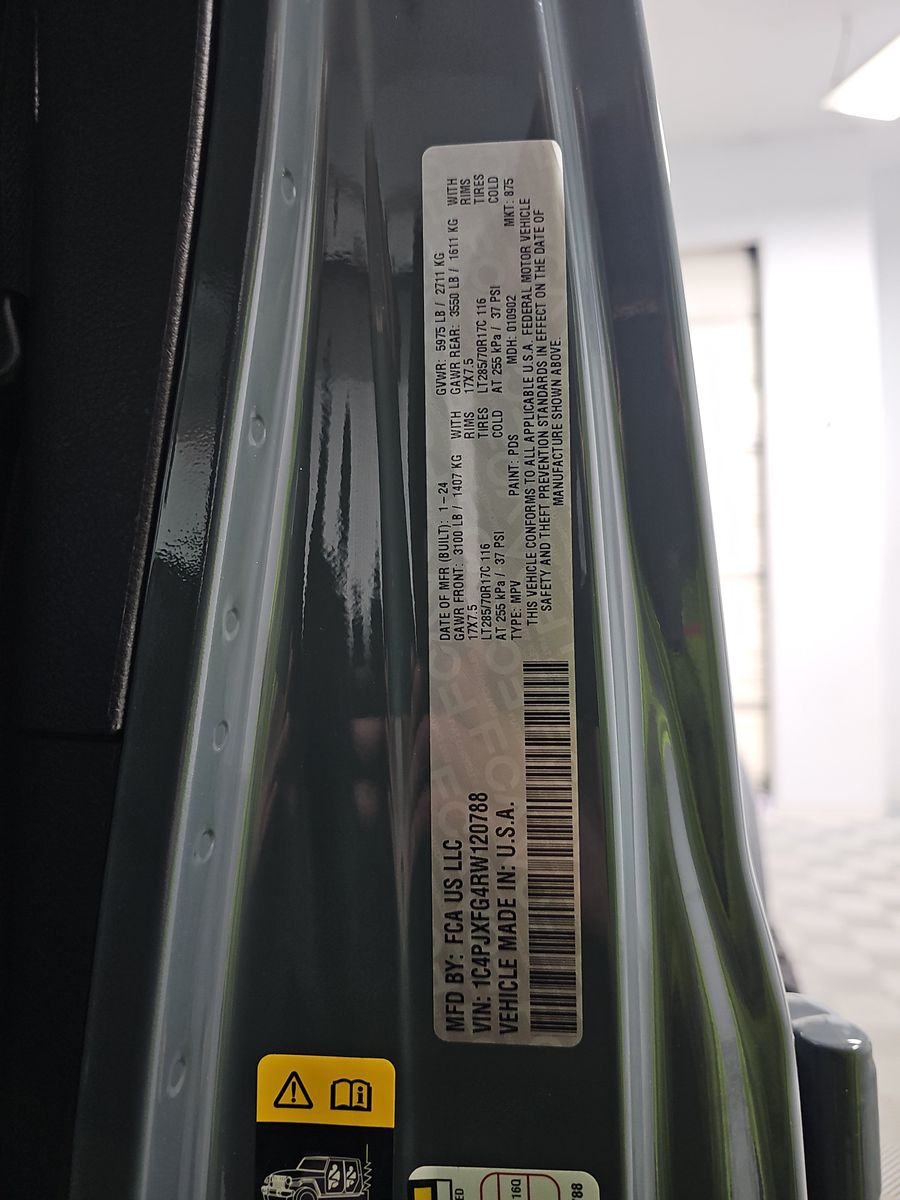 MFD BY: FCA US LLC
VIN: 1C4PJXFG4RW120788
VEHICLE MADE IN: U.S.A.
DATE OF MFR (BUILT): 1-24 GVWR: 5975 LB / 2711 KG
GAWR FRONT: 3100 LB / 1407 KG WITH GAWR REAR: 3550 LB / 1611 KG WITH
17X7.5 RIMS 17X7.5 RIMS
LT285/70R17C 116 TIRES LT285/70R17C 116 TIRES
AT 255 kPa / 37 PSI COLD AT 255 kPa / 37 PSI COLD
TYPE: MPV PAINT: PDS MDH: 010902 MKT: 875
THIS VEHICLE CONFORMS TO ALL APPLICABLE U.S.A. FEDERAL MOTOR VEHICLE
SAFETY AND THEFT PREVENTION STANDARDS IN EFFECT ON THE DATE OF
MANUFACTURE SHOWN ABOVE.
160
788